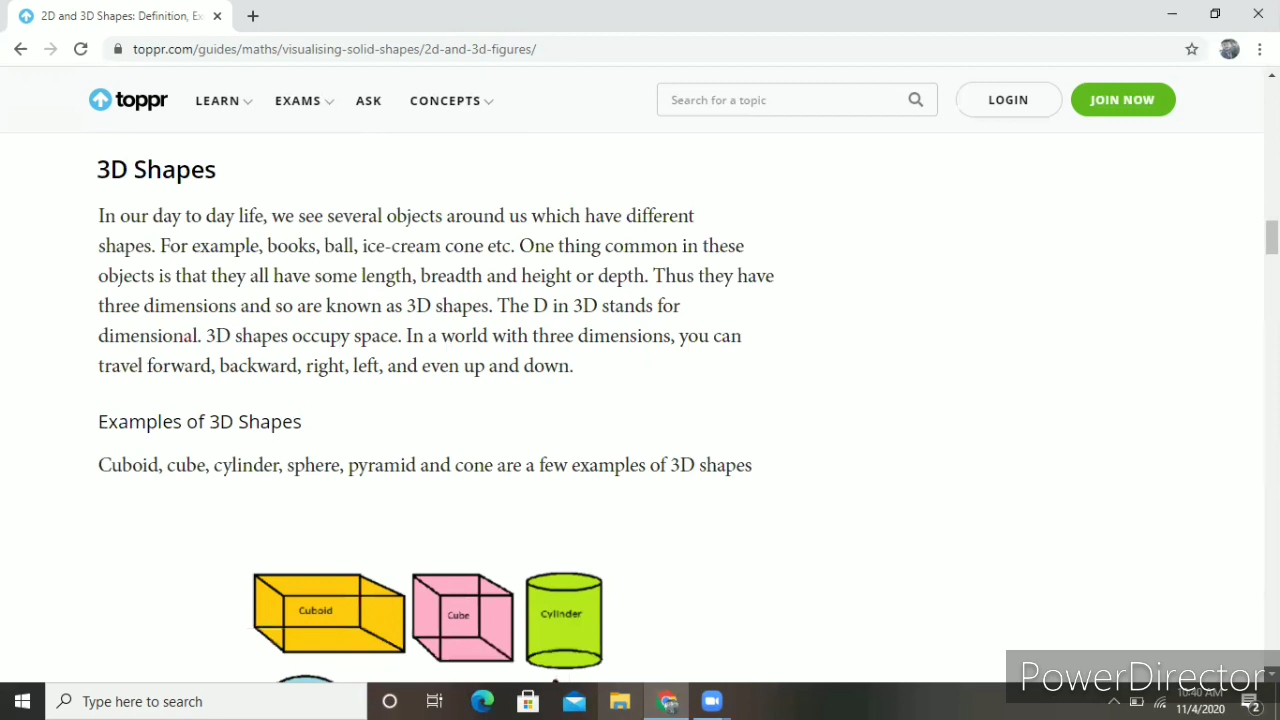 2D and 3D Shapes: Definition, Ex
toppr.com/guides/maths/visualising-solid-shapes/2d-and-3d-figures/
toppr LEARN EXAMS ASK CONCEPTS Search for a topic LOGIN JOIN NOW
3D Shapes
In our day to day life, we see several objects around us which have different
shapes. For example, books, ball, ice-cream cone etc. One thing common in these
objects is that they all have some length, breadth and height or depth. Thus they have
three dimensions and so are known as 3D shapes. The D in 3D stands for
dimensional. 3D shapes occupy space. In a world with three dimensions, you can
travel forward, backward, right, left, and even up and down.
Examples of 3D Shapes
Cuboid, cube, cylinder, sphere, pyramid and cone are a few examples of 3D shapes
Cuboid Cube Cylinder
PowerDirector
Type here to search
10:40 AM
11/4/2020
2